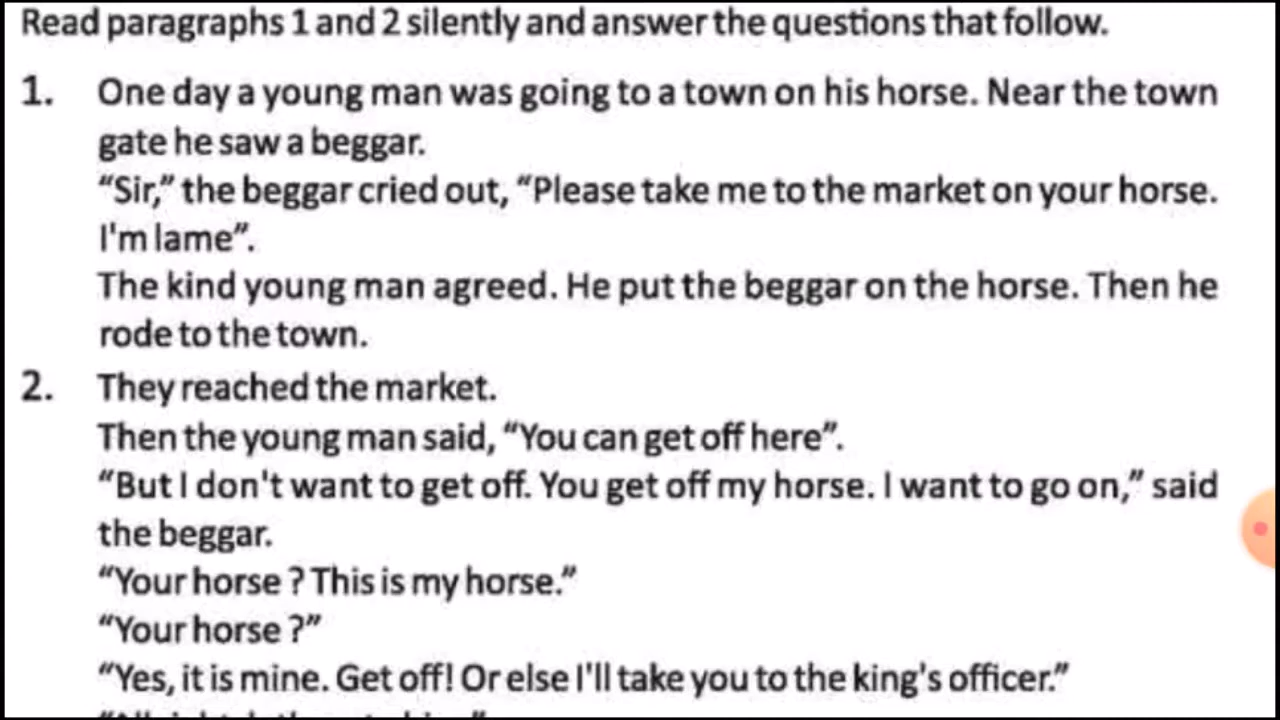 Read paragraphs 1 and 2 silently and answer the questions that follow.
1. One day a young man was going to a town on his horse. Near the town
gate he saw a beggar.
“Sir,” the beggar cried out, “Please take me to the market on your horse.
I'm lame”.
The kind young man agreed. He put the beggar on the horse. Then he
rode to the town.
2. They reached the market.
Then the young man said, “You can get off here”.
“But I don't want to get off. You get off my horse. I want to go on,” said
the beggar.
“Your horse ? This is my horse.”
“Your horse ?”
“Yes, it is mine. Get off! Or else I'll take you to the king's officer.”